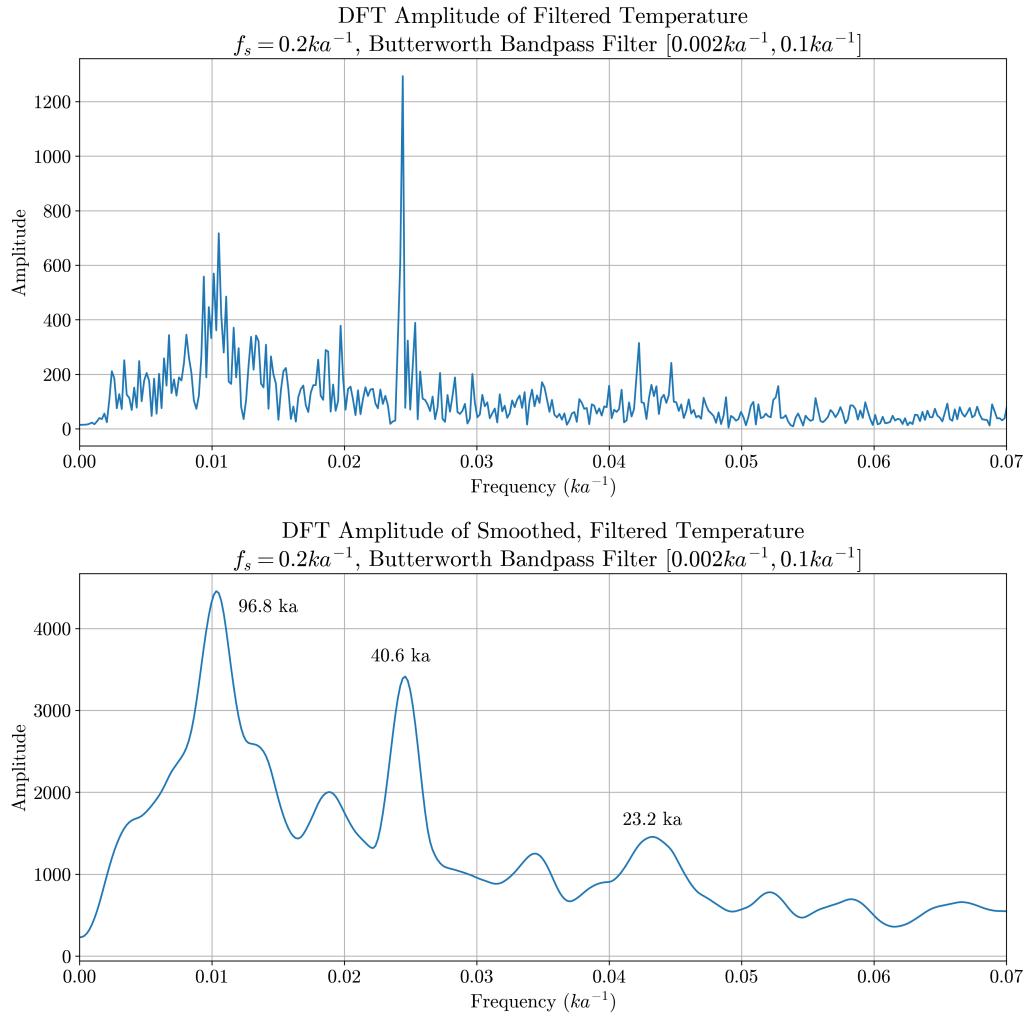 DFT Amplitude of Filtered Temperature
f_s = 0.2ka⁻¹, Butterworth Bandpass Filter [0.002ka⁻¹, 0.1ka⁻¹]
1200
1000
800
600
400
200
0
Amplitude
0.00 0.01 0.02 0.03 0.04 0.05 0.06 0.07
Frequency (ka⁻¹)
DFT Amplitude of Smoothed, Filtered Temperature
f_s = 0.2ka⁻¹, Butterworth Bandpass Filter [0.002ka⁻¹, 0.1ka⁻¹]
96.8 ka
40.6 ka
23.2 ka
4000
3000
2000
1000
0
Amplitude
0.00 0.01 0.02 0.03 0.04 0.05 0.06 0.07
Frequency (ka⁻¹)